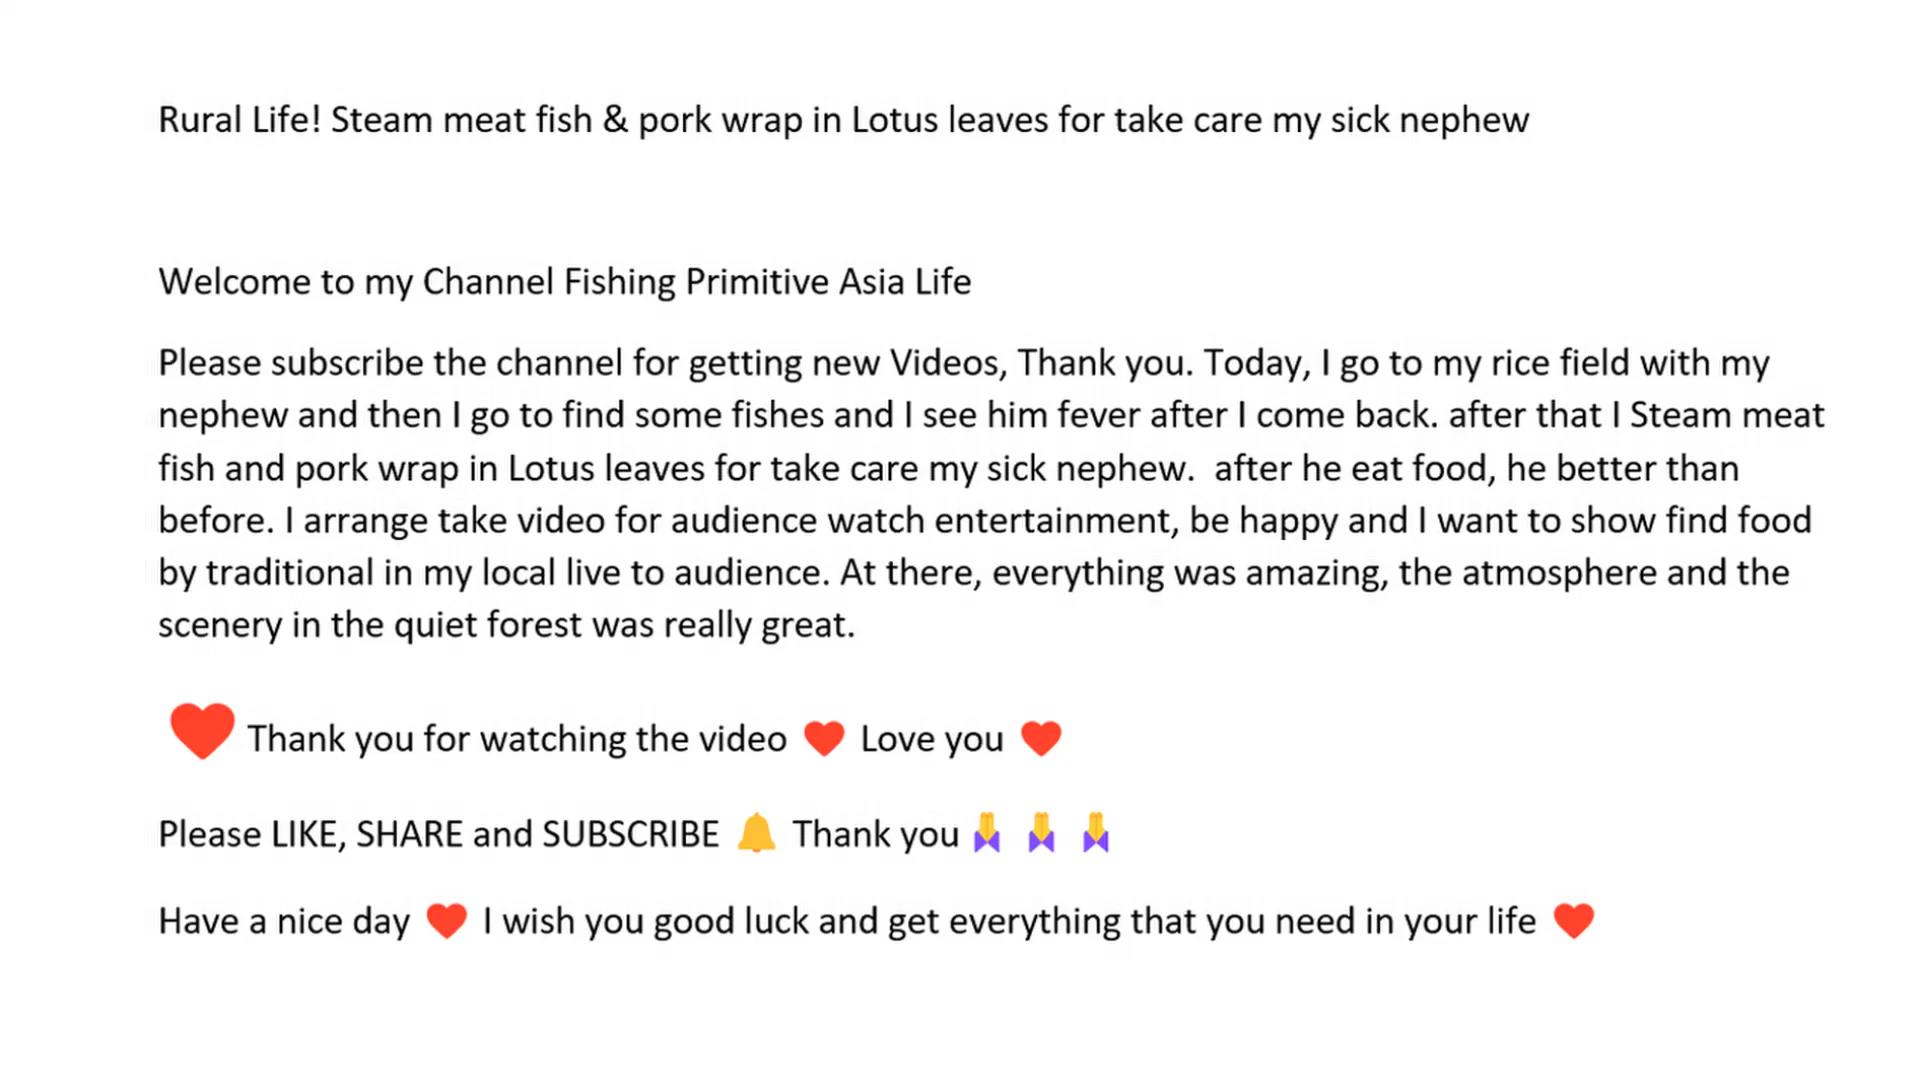 Rural Life! Steam meat fish & pork wrap in Lotus leaves for take care my sick nephew
Welcome to my Channel Fishing Primitive Asia Life
Please subscribe the channel for getting new Videos, Thank you. Today, I go to my rice field with my
nephew and then I go to find some fishes and I see him fever after I come back. after that I Steam meat
fish and pork wrap in Lotus leaves for take care my sick nephew.  after he eat food, he better than
before. I arrange take video for audience watch entertainment, be happy and I want to show find food
by traditional in my local live to audience. At there, everything was amazing, the atmosphere and the
scenery in the quiet forest was really great.
❤ Thank you for watching the video ❤ Love you ❤
Please LIKE, SHARE and SUBSCRIBE 🔔 Thank you 🙏 🙏 🙏
Have a nice day ❤ I wish you good luck and get everything that you need in your life ❤